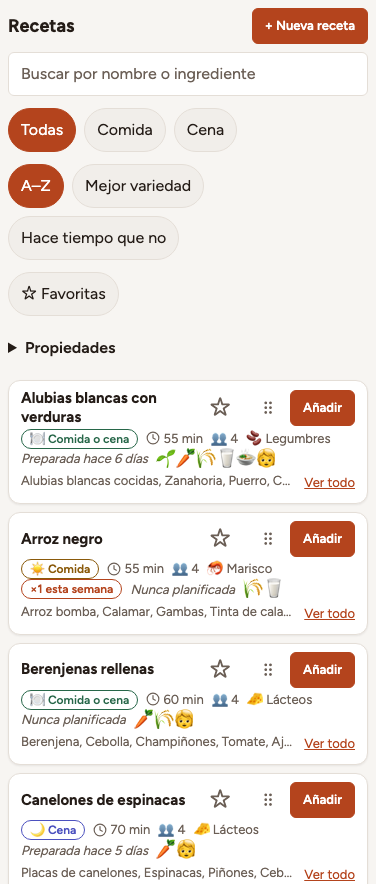 Recetas
+ Nueva receta
Buscar por nombre o ingrediente
Todas Comida Cena
A–Z Mejor variedad
Hace tiempo que no
Favoritas
Propiedades
Alubias blancas con
verduras
Añadir
Comida o cena 55 min 4 Legumbres
Preparada hace 6 días
Alubias blancas cocidas, Zanahoria, Puerro, C... Ver todo
Arroz negro
Añadir
Comida 55 min 4 Marisco
×1 esta semana Nunca planificada
Arroz bomba, Calamar, Gambas, Tinta de cala... Ver todo
Berenjenas rellenas
Añadir
Comida o cena 60 min 4 Lácteos
Nunca planificada
Berenjena, Cebolla, Champiñones, Tomate, Aj... Ver todo
Canelones de espinacas
Añadir
Cena 70 min 4 Lácteos
Preparada hace 5 días
Placas de canelones, Espinacas, Piñones, Ceb... Ver todo